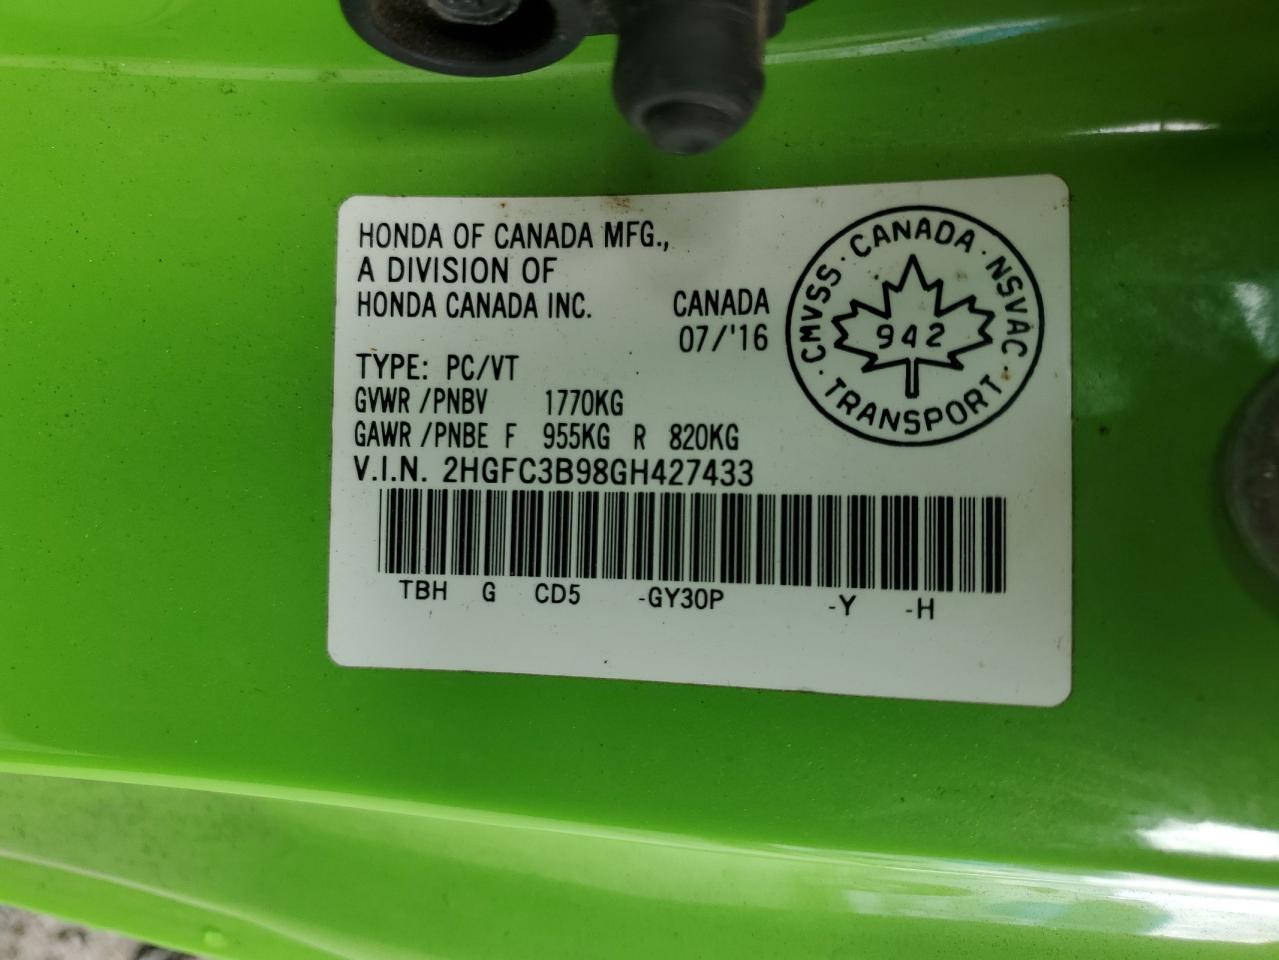 HONDA OF CANADA MFG.,
A DIVISION OF
HONDA CANADA INC.
CANADA
07/'16
TYPE: PC/VT
GVWR /PNBV 1770KG
GAWR /PNBE F 955KG R 820KG
V.I.N. 2HGFC3B98GH427433
TBH G CD5 -GY30P -Y -H
CMVSS · CANADA · NSVAC · TRANSPORT ·
942